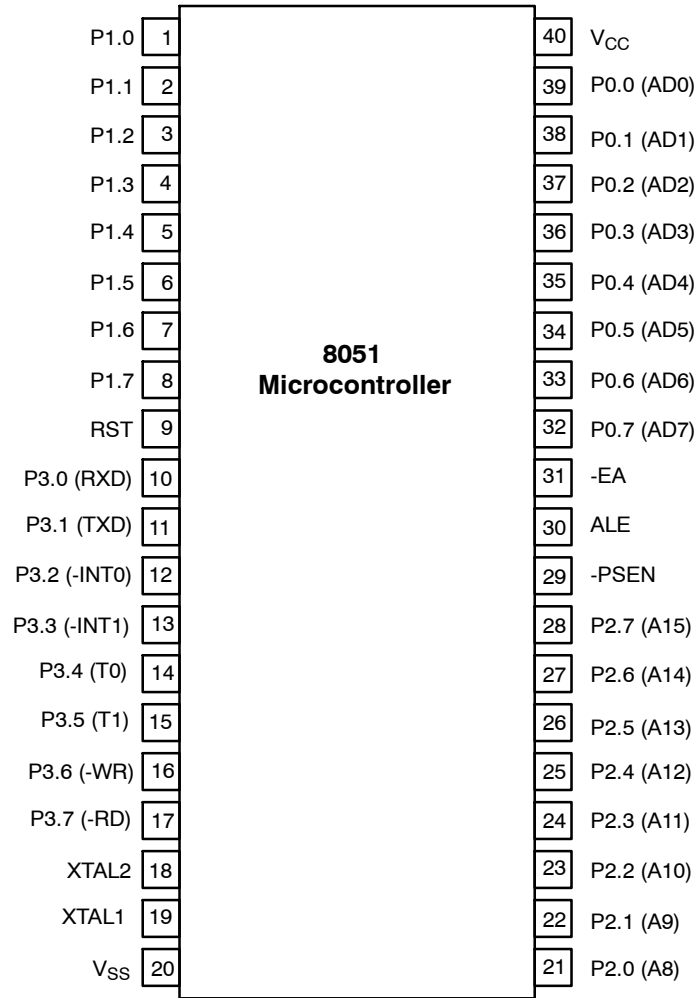 P1.0 1
P1.1 2
P1.2 3
P1.3 4
P1.4 5
P1.5 6
P1.6 7
P1.7 8
RST 9
P3.0 (RXD) 10
P3.1 (TXD) 11
P3.2 (-INT0) 12
P3.3 (-INT1) 13
P3.4 (T0) 14
P3.5 (T1) 15
P3.6 (-WR) 16
P3.7 (-RD) 17
XTAL2 18
XTAL1 19
VSS 20
8051
Microcontroller
40 VCC
39 P0.0 (AD0)
38 P0.1 (AD1)
37 P0.2 (AD2)
36 P0.3 (AD3)
35 P0.4 (AD4)
34 P0.5 (AD5)
33 P0.6 (AD6)
32 P0.7 (AD7)
31 -EA
30 ALE
29 -PSEN
28 P2.7 (A15)
27 P2.6 (A14)
26 P2.5 (A13)
25 P2.4 (A12)
24 P2.3 (A11)
23 P2.2 (A10)
22 P2.1 (A9)
21 P2.0 (A8)